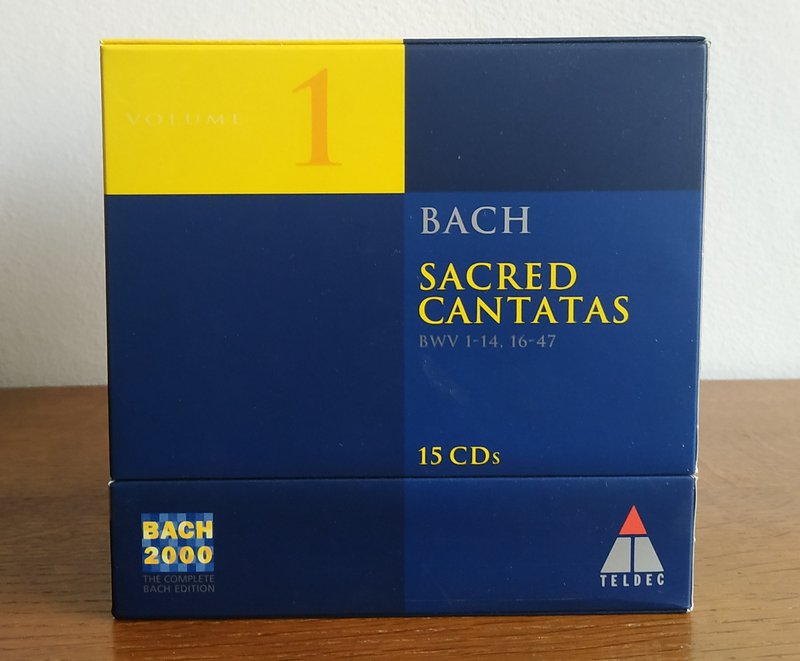 VOLUME 1
BACH
SACRED
CANTATAS
BWV 1-14, 16-47
15 CDs
BACH
2000
THE COMPLETE
BACH EDITION
TELDEC